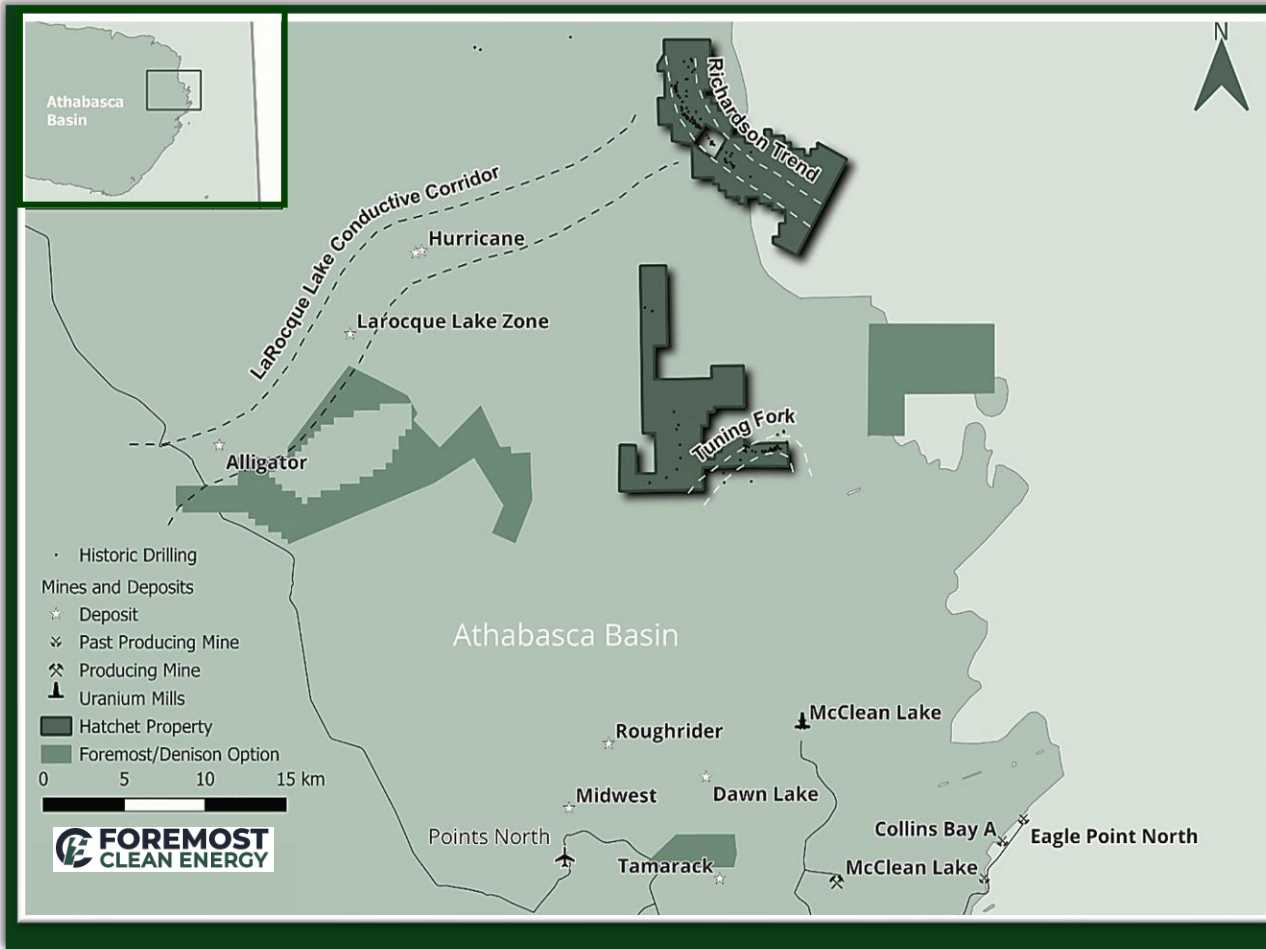 Athabasca
Basin
N
Richardson Trend
LaRocque Lake Conductive Corridor
Hurricane
Larocque Lake Zone
Tuning Fork
Alligator
Historic Drilling
Mines and Deposits
Deposit
Past Producing Mine
Producing Mine
Uranium Mills
Hatchet Property
Foremost/Denison Option
0 5 10 15 km
FOREMOST
CLEAN ENERGY
Athabasca Basin
McClean Lake
Roughrider
Midwest
Dawn Lake
Points North
Collins Bay A
Eagle Point North
Tamarack
McClean Lake